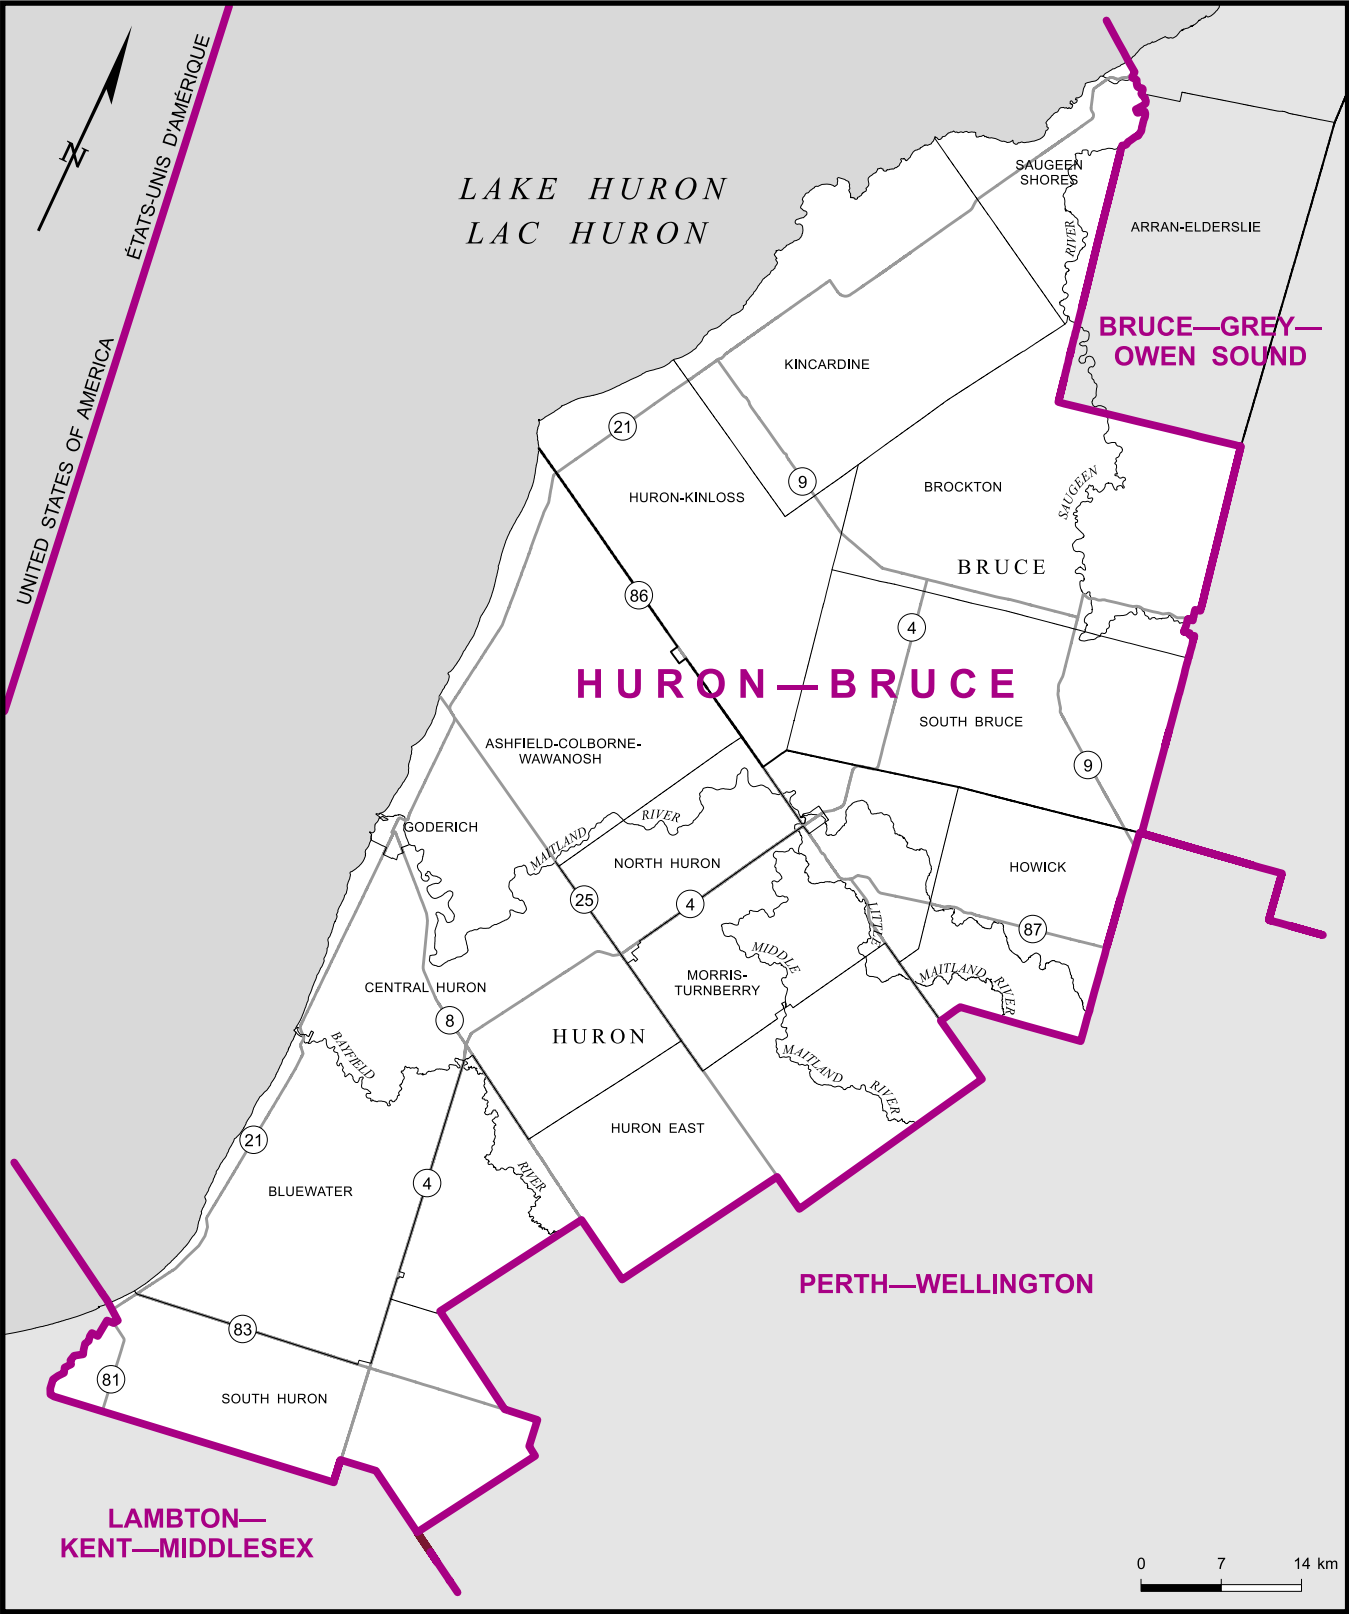 N
ÉTATS-UNIS D'AMÉRIQUE
UNITED STATES OF AMERICA
LAKE HURON
LAC HURON
SAUGEEN
SHORES
RIVER
ARRAN-ELDERSLIE
BRUCE—GREY—
OWEN SOUND
KINCARDINE
21
9
HURON-KINLOSS
BROCKTON
SAUGEEN
BRUCE
86
4
HURON—BRUCE
SOUTH BRUCE
ASHFIELD-COLBORNE-
WAWANOSH
9
GODERICH
MAITLAND
RIVER
NORTH HURON
HOWICK
25
4
LITTLE
87
MIDDLE
MORRIS-
TURNBERRY
MAITLAND RIVER
CENTRAL HURON
8
HURON
BAYFIELD
MAITLAND
RIVER
HURON EAST
21
RIVER
4
BLUEWATER
PERTH—WELLINGTON
83
81
SOUTH HURON
LAMBTON—
KENT—MIDDLESEX
0 7 14 km